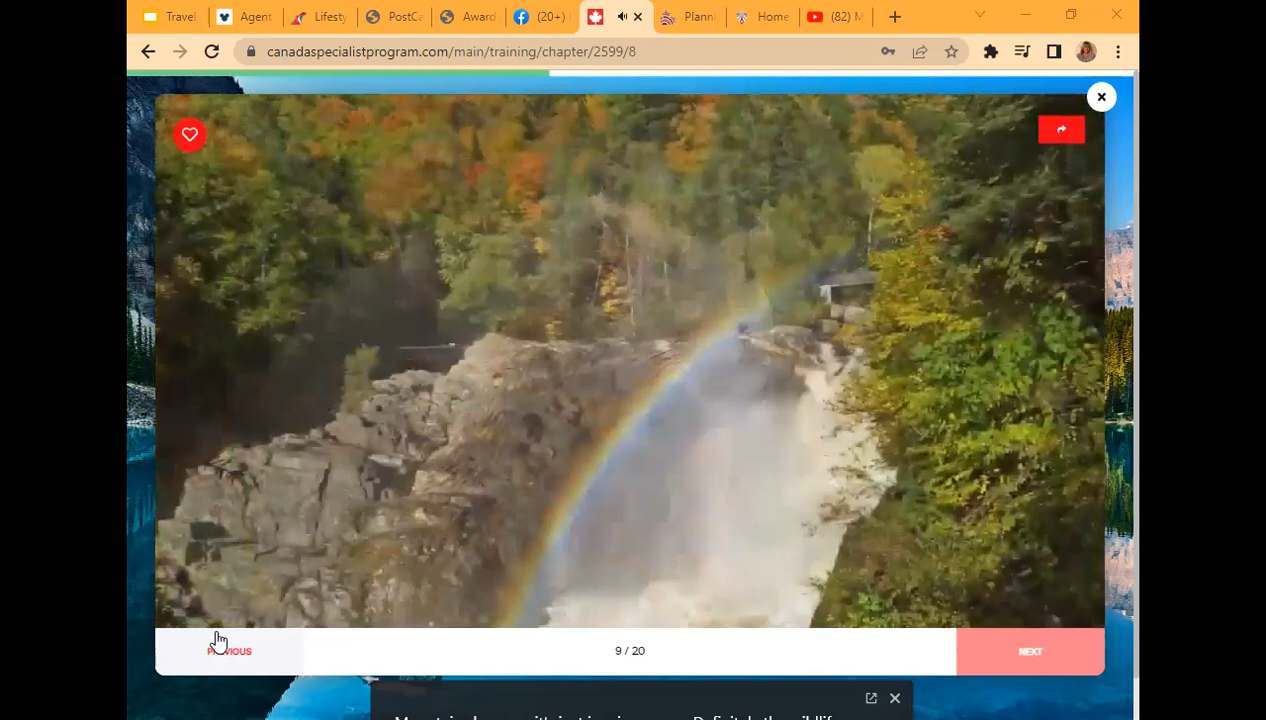 Travel
Agent
Lifesty
PostCa
Award
(20+)
Planni
Home
(82) M
canadaspecialistprogram.com/main/training/chapter/2599/8
PREVIOUS
9 / 20
NEXT